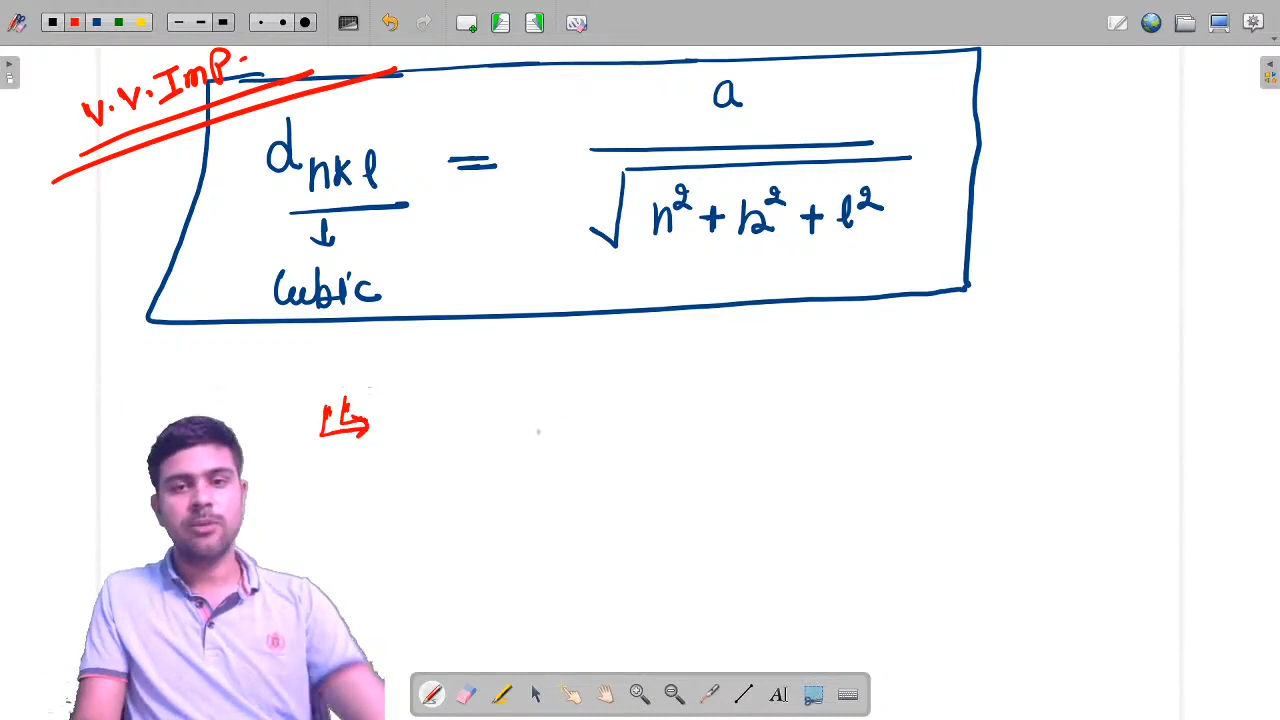 V.V. Imp.
d_hkl = a / √(h² + k² + l²)
↓
Cubic